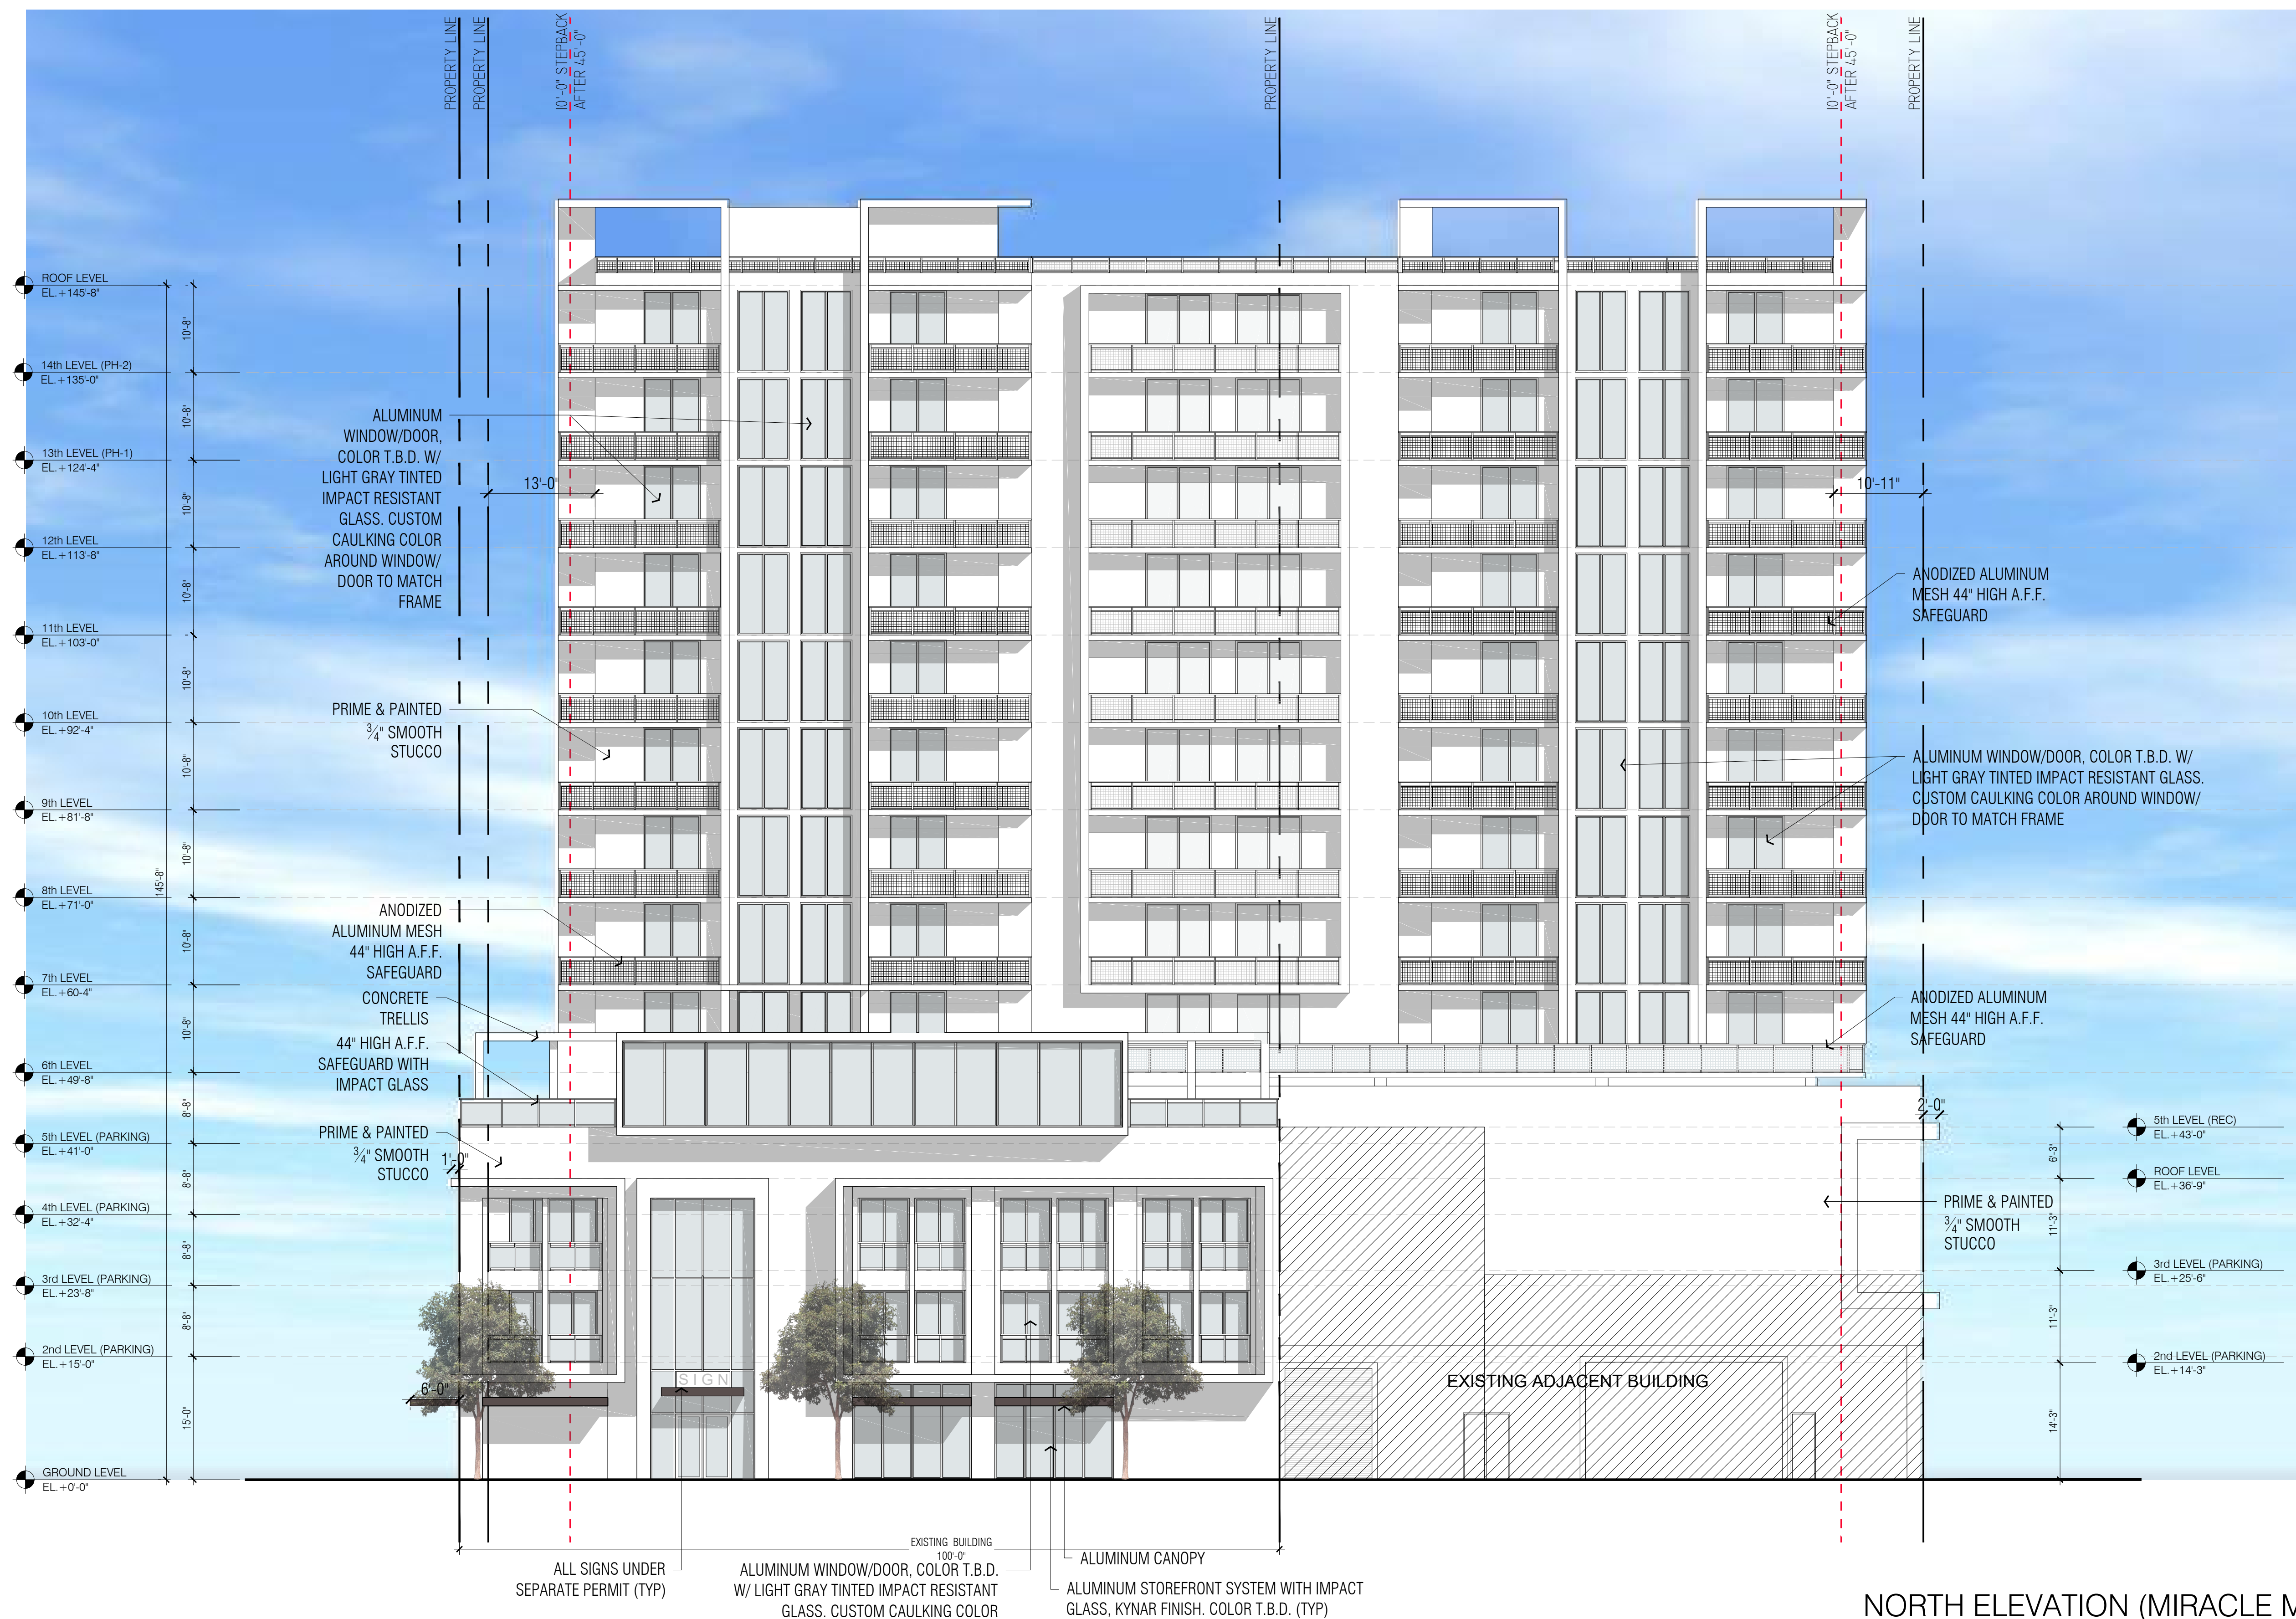 PROPERTY LINE
PROPERTY LINE
10'-0" STEPBACK
AFTER 45'-0"
PROPERTY LINE
10'-0" STEPBACK
AFTER 45'-0"
PROPERTY LINE
ROOF LEVEL
EL.+145'-8"
14th LEVEL (PH-2)
EL.+135'-0"
13th LEVEL (PH-1)
EL.+124'-4"
12th LEVEL
EL.+113'-8"
11th LEVEL
EL.+103'-0"
10th LEVEL
EL.+92'-4"
9th LEVEL
EL.+81'-8"
8th LEVEL
EL.+71'-0"
7th LEVEL
EL.+60-4"
6th LEVEL
EL.+49'-8"
5th LEVEL (PARKING)
EL.+41'-0"
4th LEVEL (PARKING)
EL.+32'-4"
3rd LEVEL (PARKING)
EL.+23'-8"
2nd LEVEL (PARKING)
EL.+15'-0"
GROUND LEVEL
EL.+0'-0"
145'-8"
10'-8"
10'-8"
10'-8"
10'-8"
10'-8"
10'-8"
10'-8"
10'-8"
10'-8"
8'-8"
8'-8"
8'-8"
8'-8"
15'-0"
ALUMINUM
WINDOW/DOOR,
COLOR T.B.D. W/
LIGHT GRAY TINTED
IMPACT RESISTANT
GLASS. CUSTOM
CAULKING COLOR
AROUND WINDOW/
DOOR TO MATCH
FRAME
13'-0"
PRIME & PAINTED
3/4" SMOOTH
STUCCO
ANODIZED
ALUMINUM MESH
44" HIGH A.F.F.
SAFEGUARD
CONCRETE
TRELLIS
44" HIGH A.F.F.
SAFEGUARD WITH
IMPACT GLASS
PRIME & PAINTED
3/4" SMOOTH
STUCCO
1'-0"
6'-0"
SIGN
10'-11"
ANODIZED ALUMINUM
MESH 44" HIGH A.F.F.
SAFEGUARD
ALUMINUM WINDOW/DOOR, COLOR T.B.D. W/
LIGHT GRAY TINTED IMPACT RESISTANT GLASS.
CUSTOM CAULKING COLOR AROUND WINDOW/
DOOR TO MATCH FRAME
ANODIZED ALUMINUM
MESH 44" HIGH A.F.F.
SAFEGUARD
2'-0"
PRIME & PAINTED
3/4" SMOOTH
STUCCO
5th LEVEL (REC)
EL.+43'-0"
ROOF LEVEL
EL.+36'-9"
3rd LEVEL (PARKING)
EL.+25'-6"
2nd LEVEL (PARKING)
EL.+14'-3"
6'-3"
11'-3"
11'-3"
14'-3"
EXISTING ADJACENT BUILDING
EXISTING BUILDING
100'-0"
ALL SIGNS UNDER
SEPARATE PERMIT (TYP)
ALUMINUM WINDOW/DOOR, COLOR T.B.D.
W/ LIGHT GRAY TINTED IMPACT RESISTANT
GLASS. CUSTOM CAULKING COLOR
ALUMINUM CANOPY
ALUMINUM STOREFRONT SYSTEM WITH IMPACT
GLASS, KYNAR FINISH. COLOR T.B.D. (TYP)
NORTH ELEVATION (MIRACLE M